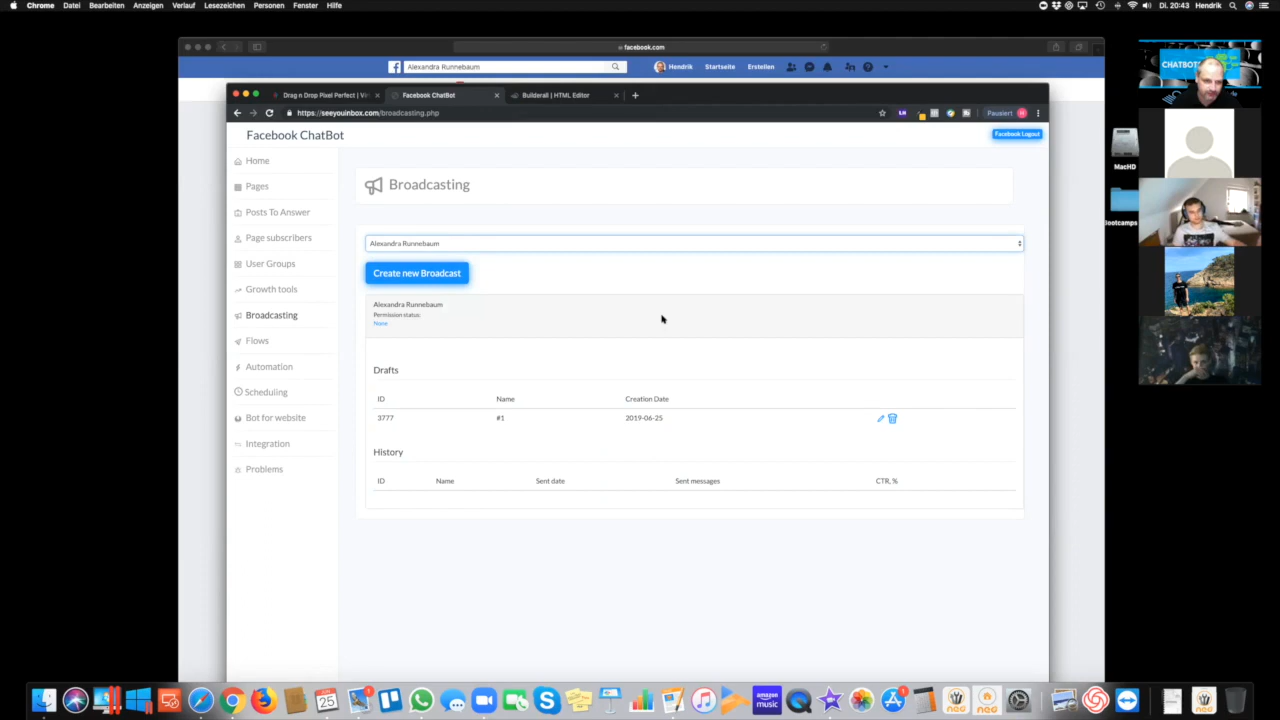 Chrome Datei Bearbeiten Anzeigen Verlauf Lesezeichen Personen Fenster Hilfe
Di. 20:43 Hendrik
facebook.com
Alexandra Runnebaum
Hendrik Startseite Erstellen
Facebook ChatBot
Builderall | HTML Editor
https://seeyouinbox.com/broadcasting.php
Pausiert
Facebook ChatBot
Facebook Logout
Home
Pages
Posts To Answer
Page subscribers
User Groups
Growth tools
Broadcasting
Flows
Automation
Scheduling
Bot for website
Integration
Problems
Broadcasting
Alexandra Runnebaum
Create new Broadcast
Alexandra Runnebaum
Permission status:
None
Drafts
ID Name Creation Date
3777 #1 2019-06-25
History
ID Name Sent date Sent messages CTR, %
MacHD
Bootcamps
25
amazon music